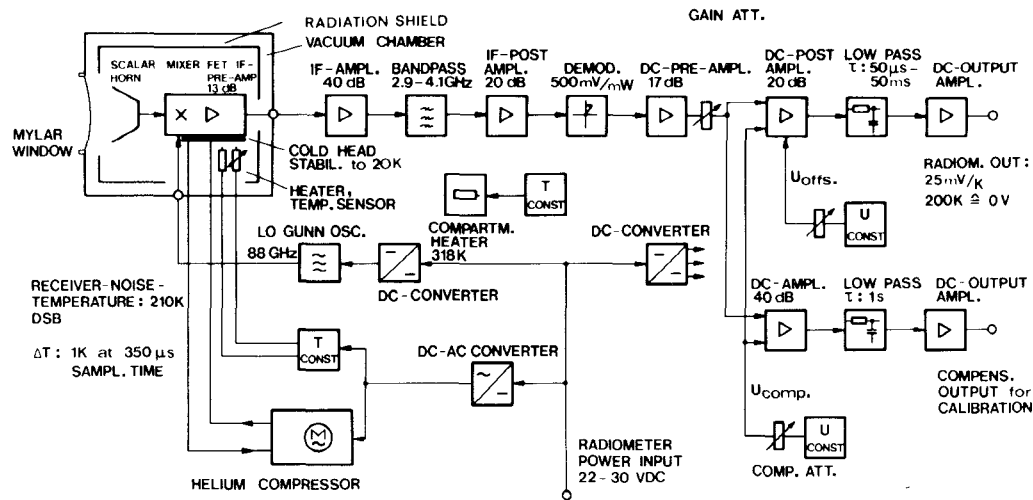 GAIN ATT.
RADIATION SHIELD
VACUUM CHAMBER
SCALAR HORN
MIXER
FET IF-
PRE-AMP
13 dB
IF-AMPL.
40 dB
BANDPASS
2.9-4.1GHz
IF-POST
AMPL.
20 dB
DEMOD.
500mV/mW
DC-PRE-AMPL.
17 dB
DC-POST
AMPL.
20 dB
LOW PASS
τ:50µs-
50ms
DC-OUTPUT
AMPL.
MYLAR
WINDOW
COLD HEAD
STABIL. to 20K
HEATER,
TEMP. SENSOR
RADIOM. OUT:
25mV/K
200K ≙ 0V
Uoffs.
U
CONST
T
CONST
COMPARTM.
HEATER
318K
LO GUNN OSC.
88 GHz
DC-CONVERTER
DC-CONVERTER
RECEIVER-NOISE-
TEMPERATURE: 210K
DSB
ΔT: 1K at 350µs
SAMPL. TIME
T
CONST
DC-AC CONVERTER
DC-AMPL.
40 dB
LOW PASS
τ: 1s
DC-OUTPUT
AMPL.
COMPENS.
OUTPUT for
CALIBRATION
Ucomp.
U
CONST
COMP. ATT.
M
HELIUM COMPRESSOR
RADIOMETER
POWER INPUT
22-30 VDC